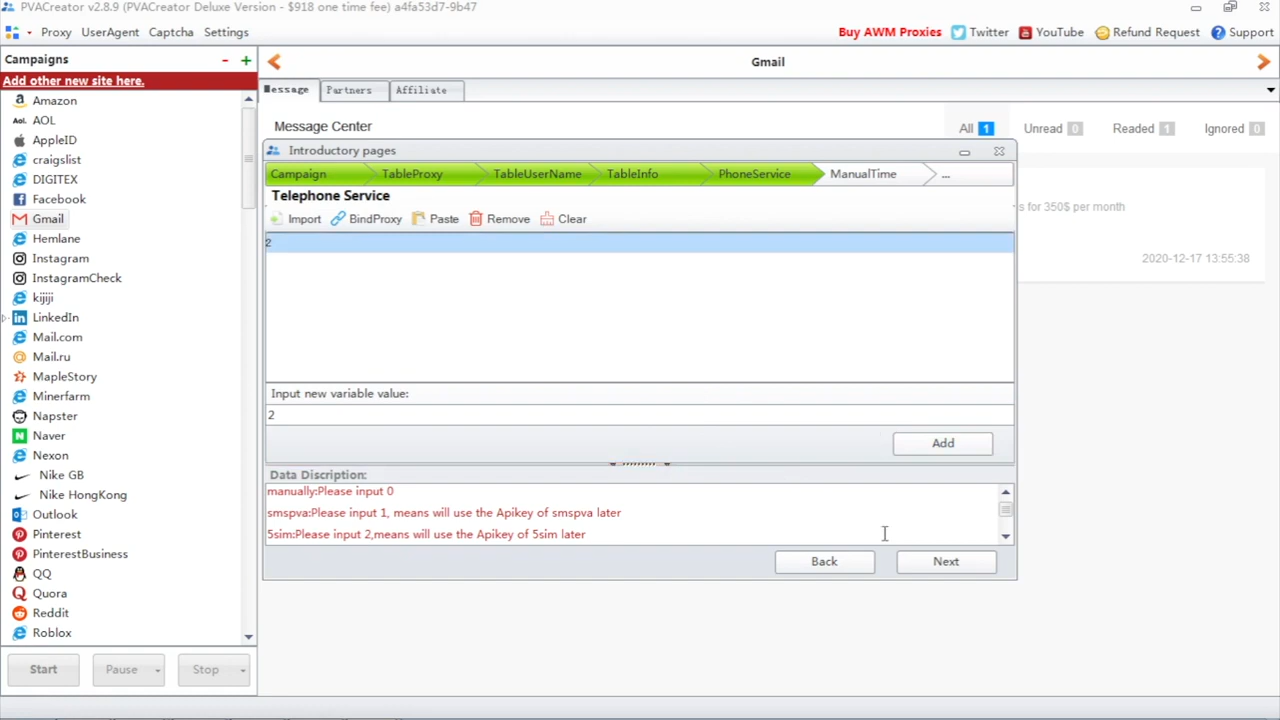 PVACreator v2.8.9 (PVACreator Deluxe Version - $918 one time fee) a4fa53d7-9b47
Proxy UserAgent Captcha Settings
Buy AWM Proxies Twitter YouTube Refund Request Support
Campaigns - +
Gmail
Add other new site here.
Message Partners Affiliate
Amazon
AOL
AppleID
craigslist
DIGITEX
Facebook
Gmail
Hemlane
Instagram
InstagramCheck
kijiji
LinkedIn
Mail.com
Mail.ru
MapleStory
Minerfarm
Napster
Naver
Nexon
Nike GB
Nike HongKong
Outlook
Pinterest
PinterestBusiness
QQ
Quora
Reddit
Roblox
Start Pause Stop
Message Center
All 1 Unread 0 Readed 1 Ignored 0
s for 350$ per month
2020-12-17 13:55:38
Introductory pages
Campaign TableProxy TableUserName TableInfo PhoneService ManualTime ...
Telephone Service
Import BindProxy Paste Remove Clear
2
Input new variable value:
2
Add
Data Discription:
manually:Please input 0
smspva:Please input 1, means will use the Apikey of smspva later
5sim:Please input 2,means will use the Apikey of 5sim later
Back Next